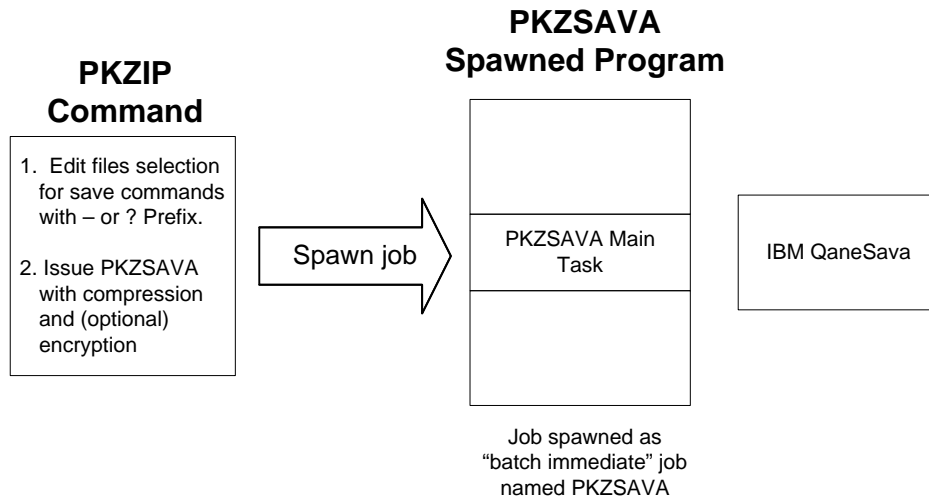 PKZIP
Command
1. Edit files selection
for save commands
with – or ? Prefix.
2. Issue PKZSAVA
with compression
and (optional)
encryption
Spawn job
PKZSAVA
Spawned Program
PKZSAVA Main
Task
Job spawned as
“batch immediate” job
named PKZSAVA
IBM QaneSava